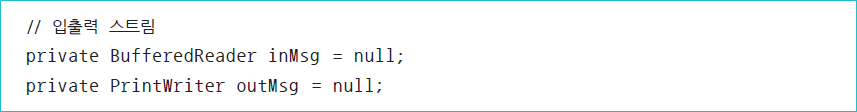 // 입출력 스트림
private BufferedReader inMsg = null;
private PrintWriter outMsg = null;